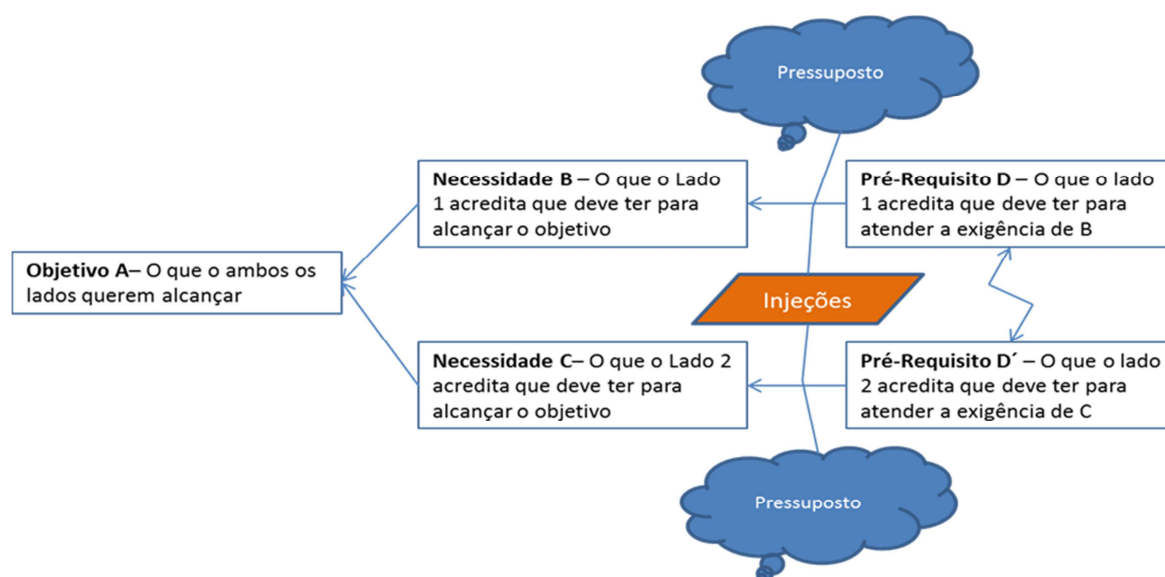 Pressuposto
Necessidade B – O que o Lado
1 acredita que deve ter para
alcançar o objetivo
Pré-Requisito D – O que o lado
1 acredita que deve ter para
atender a exigência de B
Objetivo A– O que o ambos os
lados querem alcançar
Injeções
Necessidade C– O que o Lado 2
acredita que deve ter para
alcançar o objetivo
Pré-Requisito D´ – O que o lado
2 acredita que deve ter para
atender a exigência de C
Pressuposto